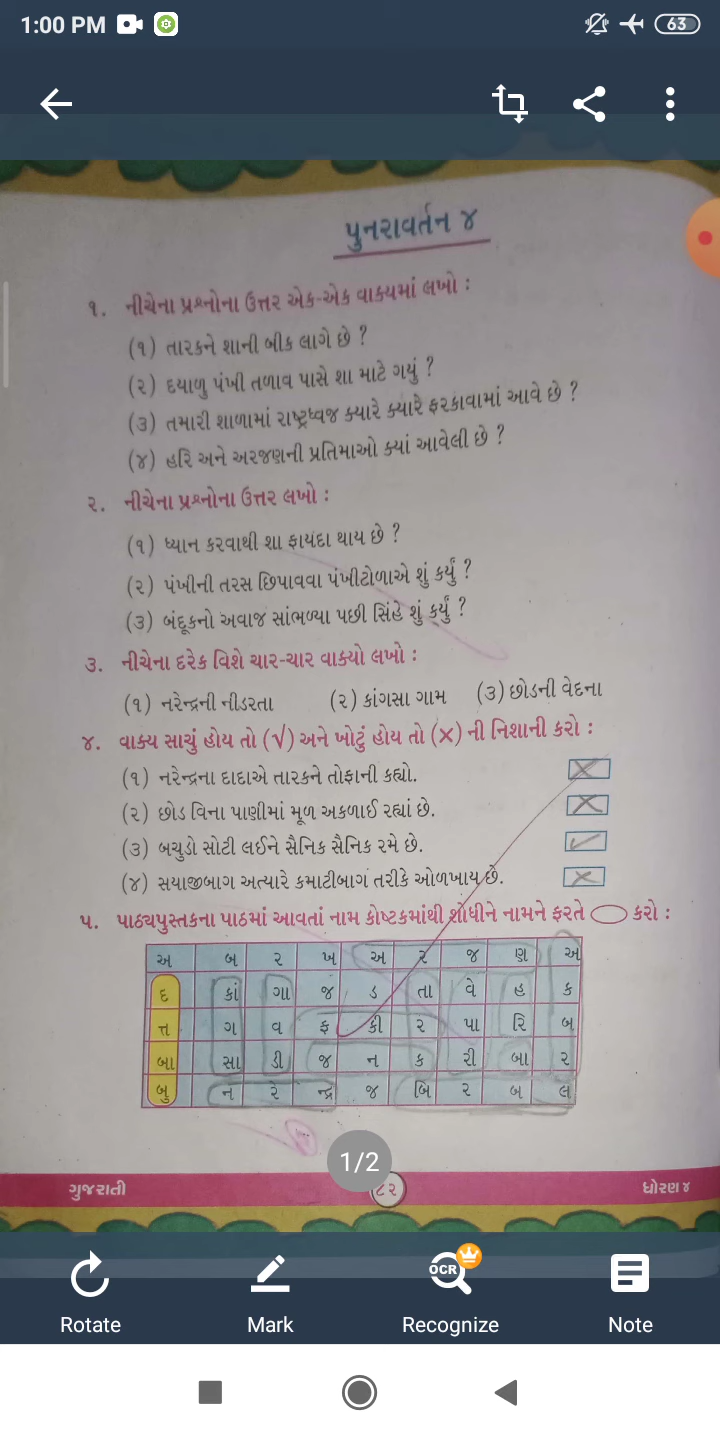 1:00 PM
63
પુનરાવર્તન ૪
૧. નીચેના પ્રશ્નોના ઉત્તર એક-એક વાક્યમાં લખો :
(૧) તારકને શાની બીક લાગે છે ?
(૨) દયાળુ પંખી તળાવ પાસે શા માટે ગયું ?
(૩) તમારી શાળામાં રાષ્ટ્રધ્વજ ક્યારે ક્યારે ફરકાવામાં આવે છે ?
(૪) હરિ અને અરજણની પ્રતિમાઓ ક્યાં આવેલી છે ?
૨. નીચેના પ્રશ્નોના ઉત્તર લખો :
(૧) ધ્યાન કરવાથી શા ફાયદા થાય છે ?
(૨) પંખીની તરસ છિપાવવા પંખીટોળાએ શું કર્યું ?
(૩) બંદૂકનો અવાજ સાંભળ્યા પછી સિંહે શું કર્યું ?
૩. નીચેના દરેક વિશે ચાર-ચાર વાક્યો લખો :
(૧) નરેન્દ્રની નીડરતા (૨) કાંગસા ગામ (૩) છોડની વેદના
૪. વાક્ય સાચું હોય તો (√) અને ખોટું હોય તો (×) ની નિશાની કરો :
(૧) નરેન્દ્રના દાદાએ તારકને તોફાની કહ્યો. ×
(૨) છોડ વિના પાણીમાં મૂળ અકળાઈ રહ્યાં છે. ×
(૩) બચુડો સોટી લઈને સૈનિક સૈનિક રમે છે. ✓
(૪) સયાજીબાગ અત્યારે કમાટીબાગ તરીકે ઓળખાય છે. ×
૫. પાઠ્યપુસ્તકના પાઠમાં આવતાં નામ કોષ્ટકમાંથી શોધીને નામને ફરતે કરો :
અ બ ર ખ અ ર જ ણ અ
દ કાં ગા જ ડ તા વે હ ક
ત્ત ગ વ ફ કી ર પા રિ બ
બા સા ડી જ ન ક રી બા ર
બુ ન રે ન્દ્ર જ બિ ર બ લ
1/2
ગુજરાતી ૮૨ ધોરણ ૪
OCR
Rotate Mark Recognize Note